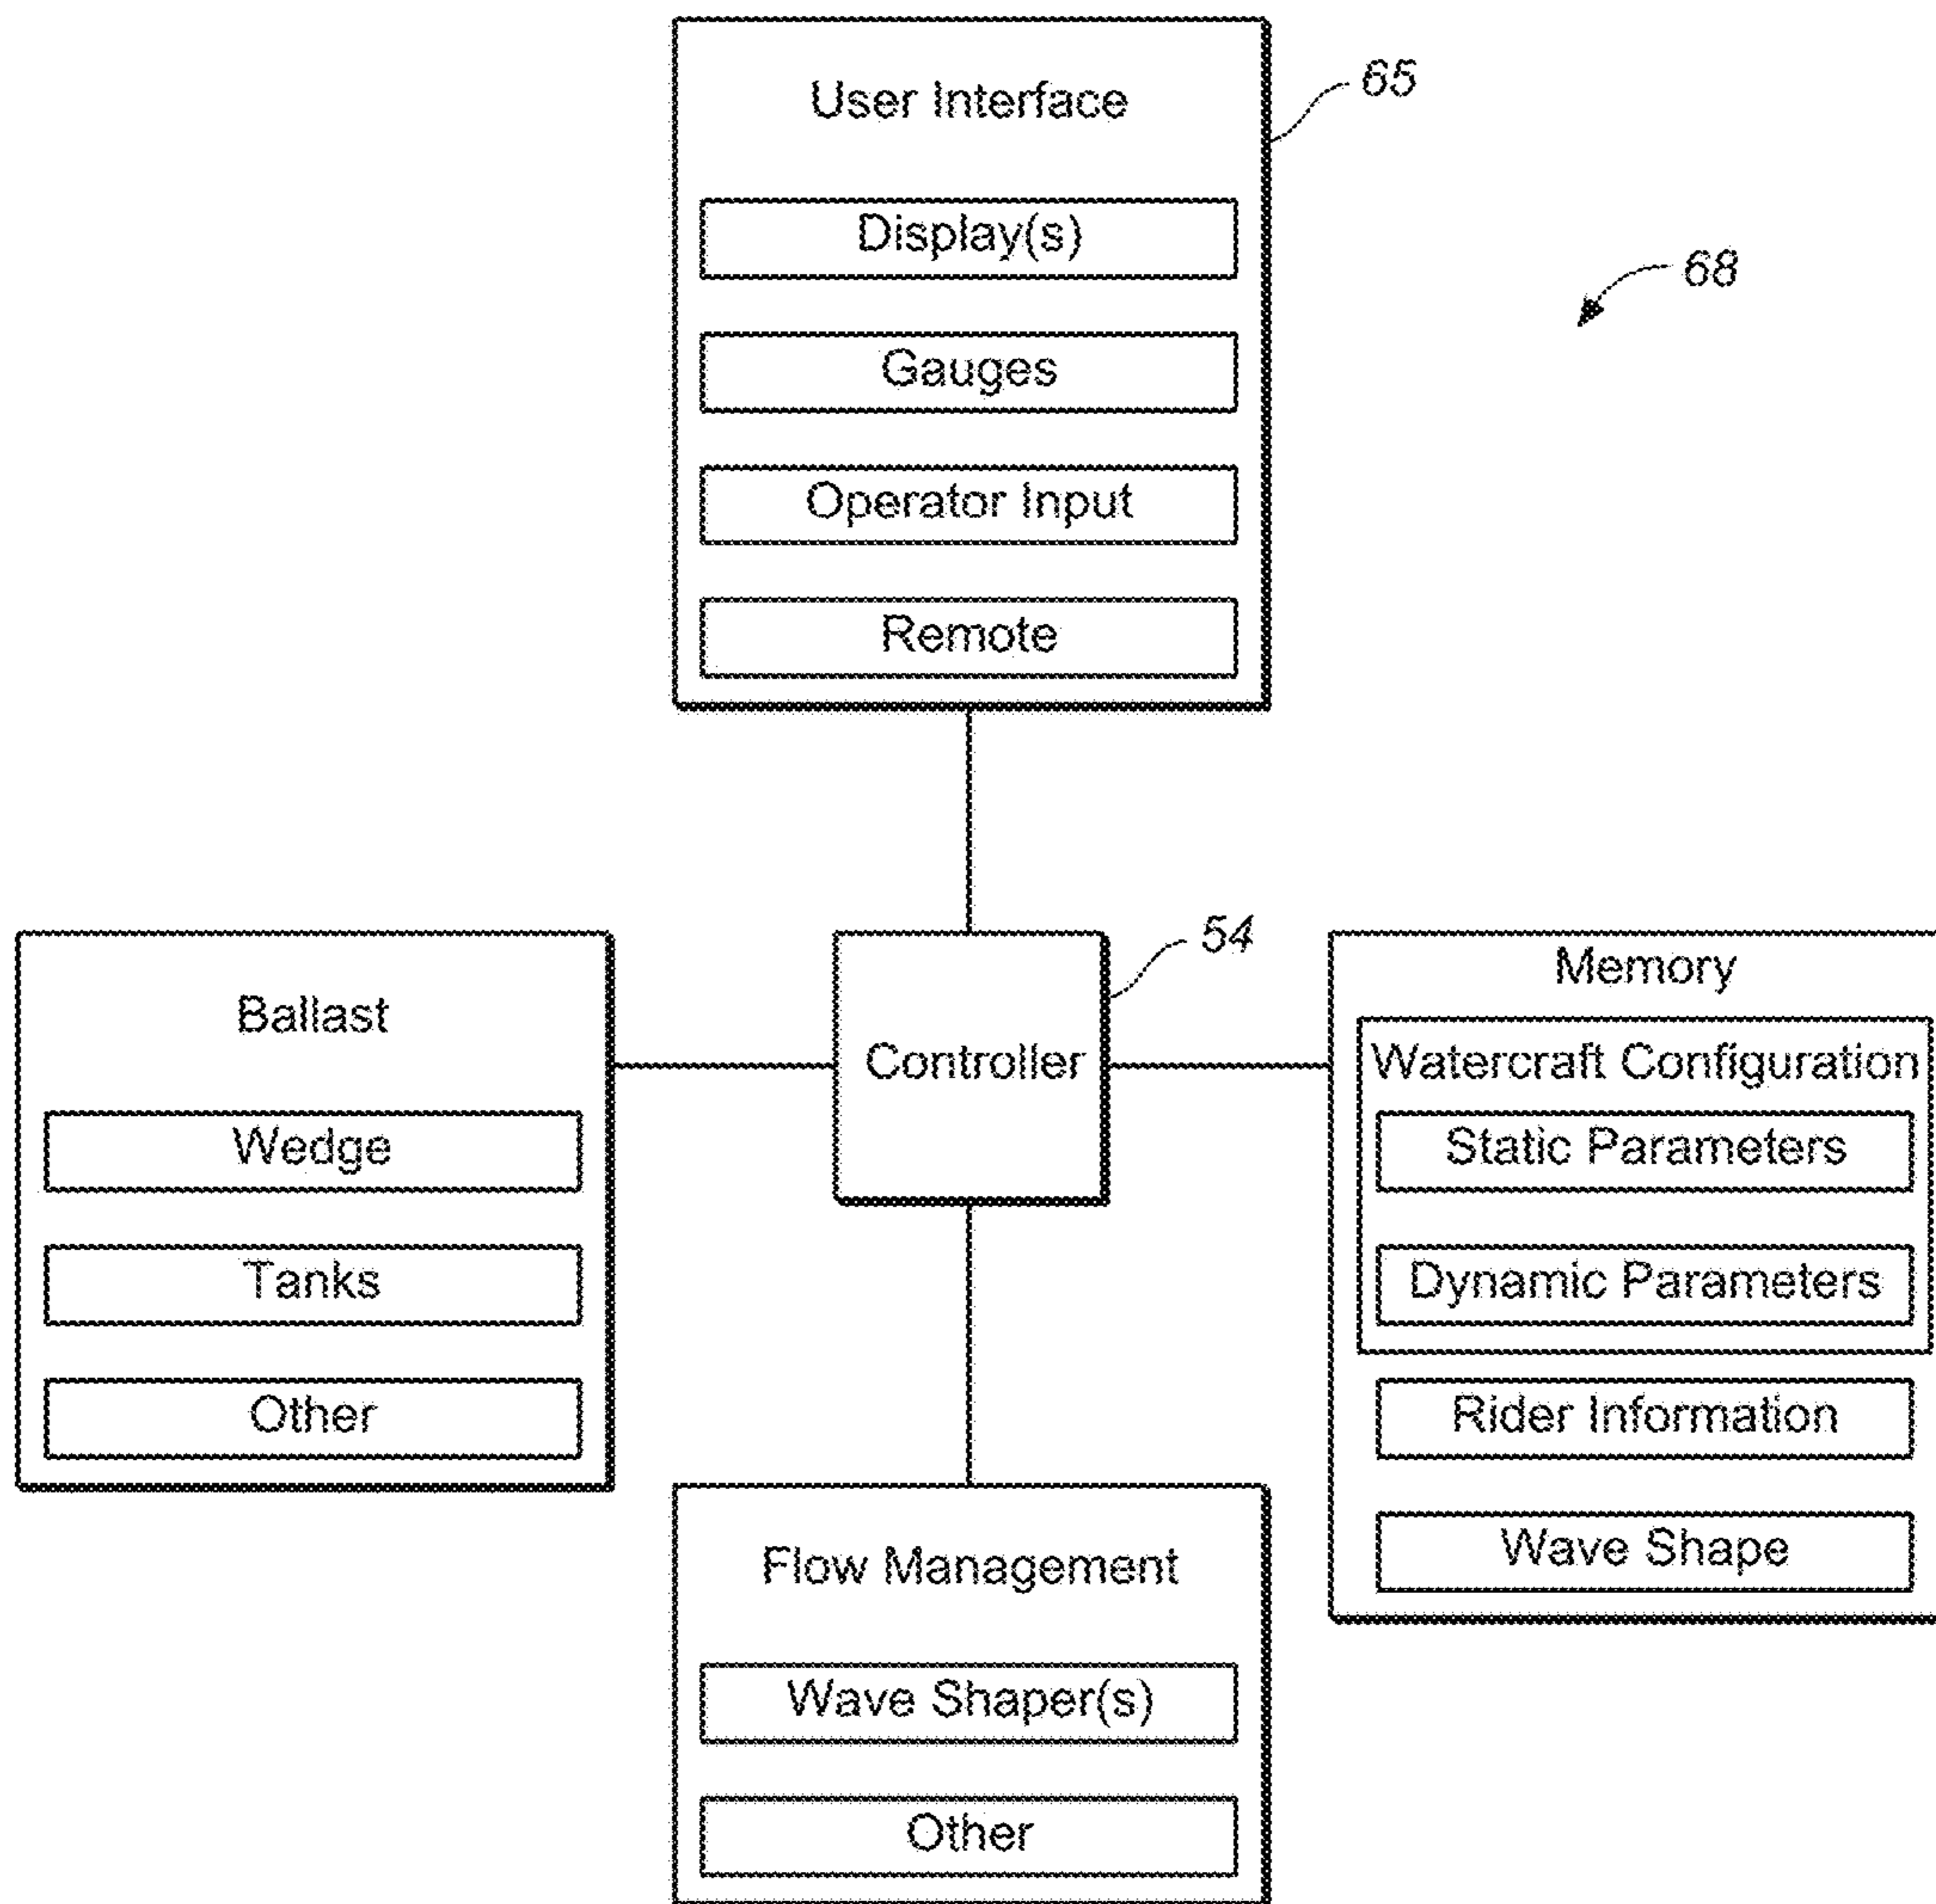 User Interface
65
Display(s)
68
Gauges
Operator Input
Remote
54
Ballast
Wedge
Tanks
Other
Controller
Memory
Watercraft Configuration
Static Parameters
Dynamic Parameters
Rider Information
Wave Shape
Flow Management
Wave Shaper(s)
Other